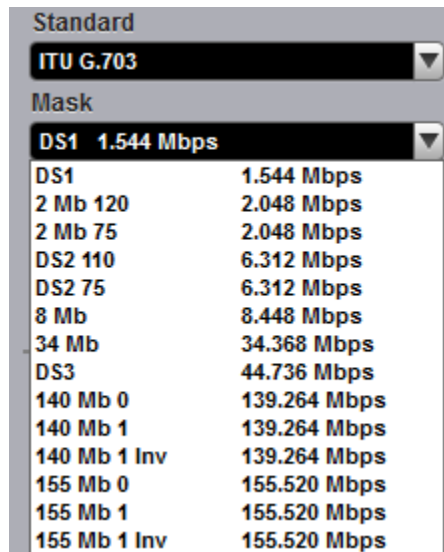 Standard
ITU G.703
Mask
DS1 1.544 Mbps
DS1 1.544 Mbps
2 Mb 120 2.048 Mbps
2 Mb 75 2.048 Mbps
DS2 110 6.312 Mbps
DS2 75 6.312 Mbps
8 Mb 8.448 Mbps
34 Mb 34.368 Mbps
DS3 44.736 Mbps
140 Mb 0 139.264 Mbps
140 Mb 1 139.264 Mbps
140 Mb 1 Inv 139.264 Mbps
155 Mb 0 155.520 Mbps
155 Mb 1 155.520 Mbps
155 Mb 1 Inv 155.520 Mbps